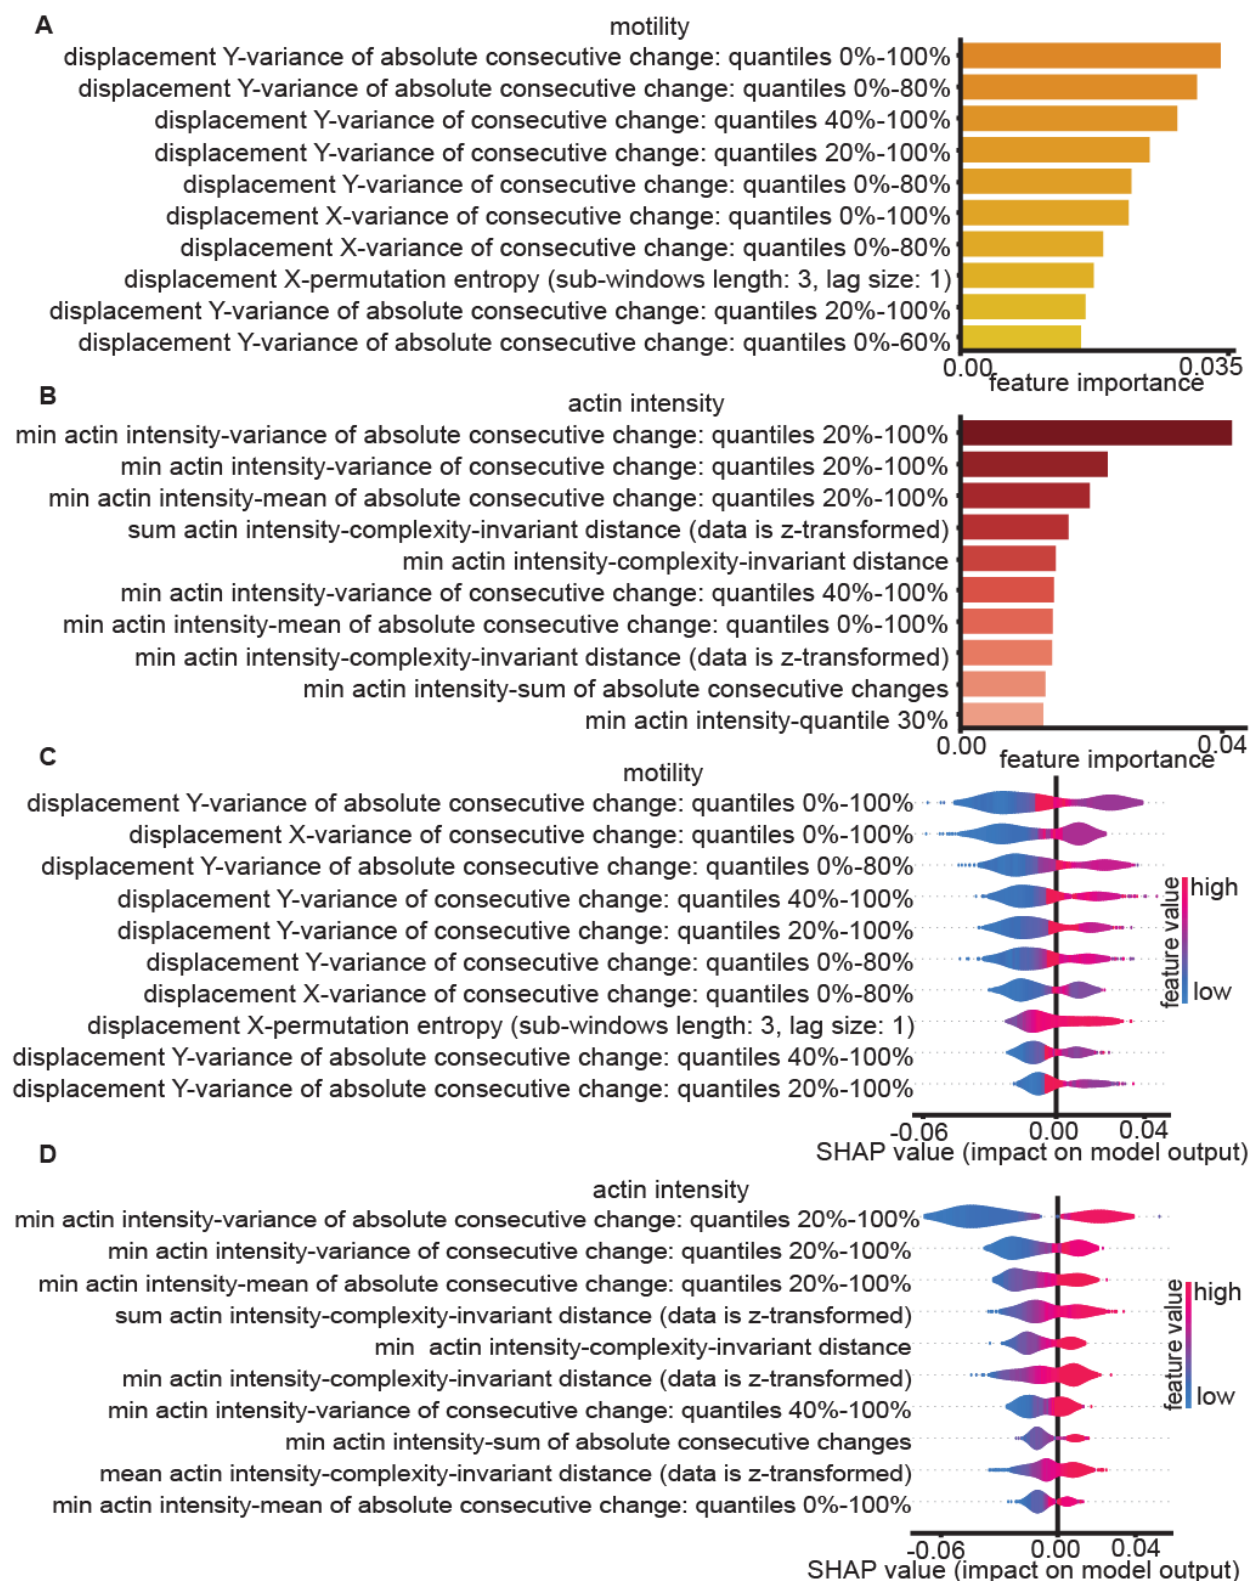 A
motility
displacement Y-variance of absolute consecutive change: quantiles 0%-100%
displacement Y-variance of absolute consecutive change: quantiles 0%-80%
displacement Y-variance of consecutive change: quantiles 40%-100%
displacement Y-variance of consecutive change: quantiles 20%-100%
displacement Y-variance of consecutive change: quantiles 0%-80%
displacement X-variance of consecutive change: quantiles 0%-100%
displacement X-variance of consecutive change: quantiles 0%-80%
displacement X-permutation entropy (sub-windows length: 3, lag size: 1)
displacement Y-variance of absolute consecutive change: quantiles 20%-100%
displacement Y-variance of absolute consecutive change: quantiles 0%-60%
0.00 0.035
feature importance
B
actin intensity
min actin intensity-variance of absolute consecutive change: quantiles 20%-100%
min actin intensity-variance of consecutive change: quantiles 20%-100%
min actin intensity-mean of absolute consecutive change: quantiles 20%-100%
sum actin intensity-complexity-invariant distance (data is z-transformed)
min actin intensity-complexity-invariant distance
min actin intensity-variance of consecutive change: quantiles 40%-100%
min actin intensity-mean of absolute consecutive change: quantiles 0%-100%
min actin intensity-complexity-invariant distance (data is z-transformed)
min actin intensity-sum of absolute consecutive changes
min actin intensity-quantile 30%
0.00 0.04
feature importance
C
motility
displacement Y-variance of absolute consecutive change: quantiles 0%-100%
displacement X-variance of consecutive change: quantiles 0%-100%
displacement Y-variance of absolute consecutive change: quantiles 0%-80%
displacement Y-variance of consecutive change: quantiles 40%-100%
displacement Y-variance of consecutive change: quantiles 20%-100%
displacement Y-variance of consecutive change: quantiles 0%-80%
displacement X-variance of consecutive change: quantiles 0%-80%
displacement X-permutation entropy (sub-windows length: 3, lag size: 1)
displacement Y-variance of absolute consecutive change: quantiles 40%-100%
displacement Y-variance of absolute consecutive change: quantiles 20%-100%
high
feature value
low
-0.06 0.00 0.04
SHAP value (impact on model output)
D
actin intensity
min actin intensity-variance of absolute consecutive change: quantiles 20%-100%
min actin intensity-variance of consecutive change: quantiles 20%-100%
min actin intensity-mean of absolute consecutive change: quantiles 20%-100%
sum actin intensity-complexity-invariant distance (data is z-transformed)
min actin intensity-complexity-invariant distance
min actin intensity-complexity-invariant distance (data is z-transformed)
min actin intensity-variance of consecutive change: quantiles 40%-100%
min actin intensity-sum of absolute consecutive changes
mean actin intensity-complexity-invariant distance (data is z-transformed)
min actin intensity-mean of absolute consecutive change: quantiles 0%-100%
high
feature value
low
-0.06 0.00 0.04
SHAP value (impact on model output)